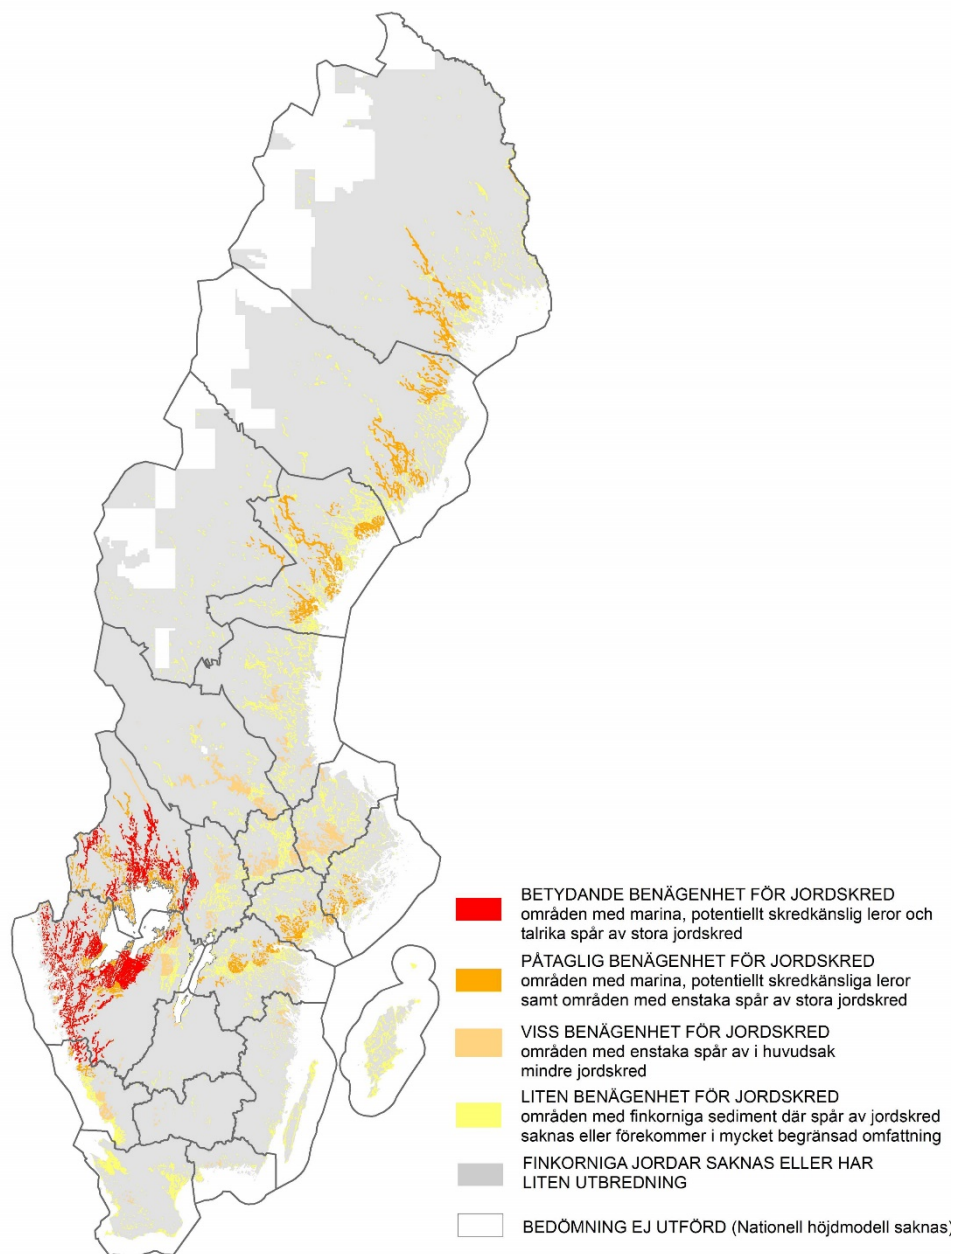 BETYDANDE BENÄGENHET FÖR JORDSKRED
områden med marina, potentiellt skredkänslig leror och
talrika spår av stora jordskred
PÅTAGLIG BENÄGENHET FÖR JORDSKRED
områden med marina, potentiellt skredkänsliga leror
samt områden med enstaka spår av stora jordskred
VISS BENÄGENHET FÖR JORDSKRED
områden med enstaka spår av i huvudsak
mindre jordskred
LITEN BENÄGENHET FÖR JORDSKRED
områden med finkorniga sediment där spår av jordskred
saknas eller förekommer i mycket begränsad omfattning
FINKORNIGA JORDAR SAKNAS ELLER HAR
LITEN UTBREDNING
BEDÖMNING EJ UTFÖRD (Nationell höjdmodell saknas)